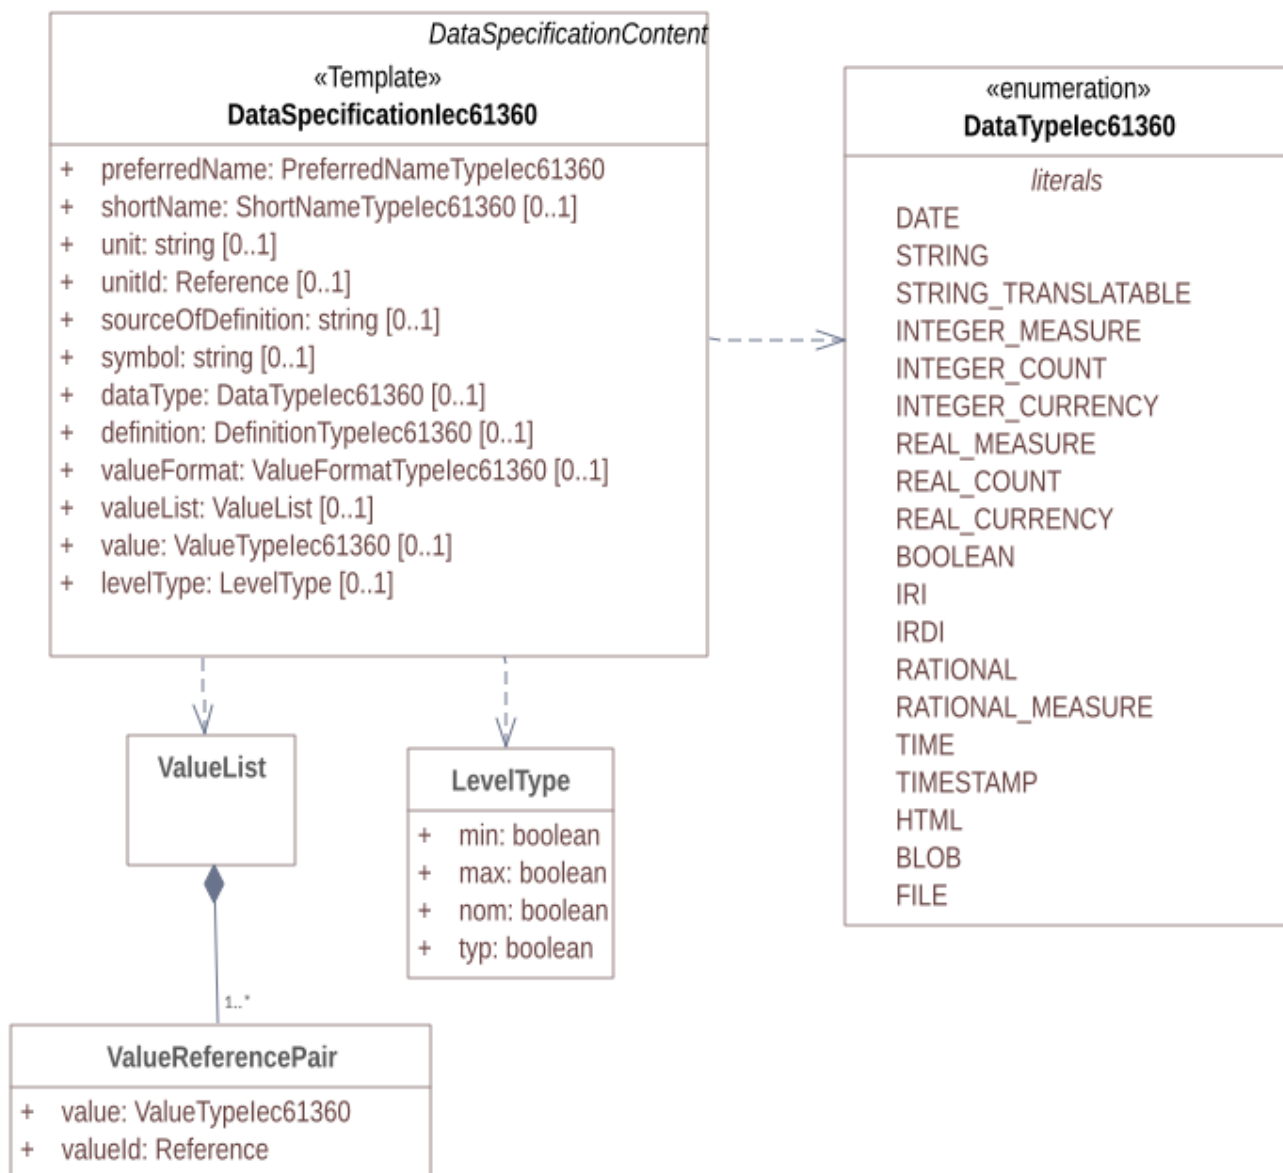 DataSpecificationContent
«Template»
DataSpecificationIec61360
+ preferredName: PreferredNameTypeIec61360
+ shortName: ShortNameTypeIec61360 [0..1]
+ unit: string [0..1]
+ unitId: Reference [0..1]
+ sourceOfDefinition: string [0..1]
+ symbol: string [0..1]
+ dataType: DataTypeIec61360 [0..1]
+ definition: DefinitionTypeIec61360 [0..1]
+ valueFormat: ValueFormatTypeIec61360 [0..1]
+ valueList: ValueList [0..1]
+ value: ValueTypeIec61360 [0..1]
+ levelType: LevelType [0..1]
«enumeration»
DataTypeIec61360
literals
DATE
STRING
STRING_TRANSLATABLE
INTEGER_MEASURE
INTEGER_COUNT
INTEGER_CURRENCY
REAL_MEASURE
REAL_COUNT
REAL_CURRENCY
BOOLEAN
IRI
IRDI
RATIONAL
RATIONAL_MEASURE
TIME
TIMESTAMP
HTML
BLOB
FILE
ValueList
LevelType
+ min: boolean
+ max: boolean
+ nom: boolean
+ typ: boolean
1..*
ValueReferencePair
+ value: ValueTypeIec61360
+ valueId: Reference